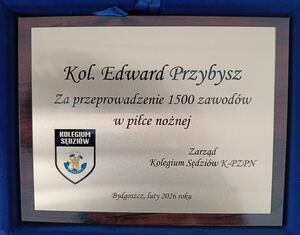 Kol. Edward Przybysz
Za przeprowadzenie 1500 zawodów
w piłce nożnej
KOLEGIUM
SĘDZIÓW
Zarząd
Kolegium Sędziów K-PZPN
Bydgoszcz, luty 2026 roku